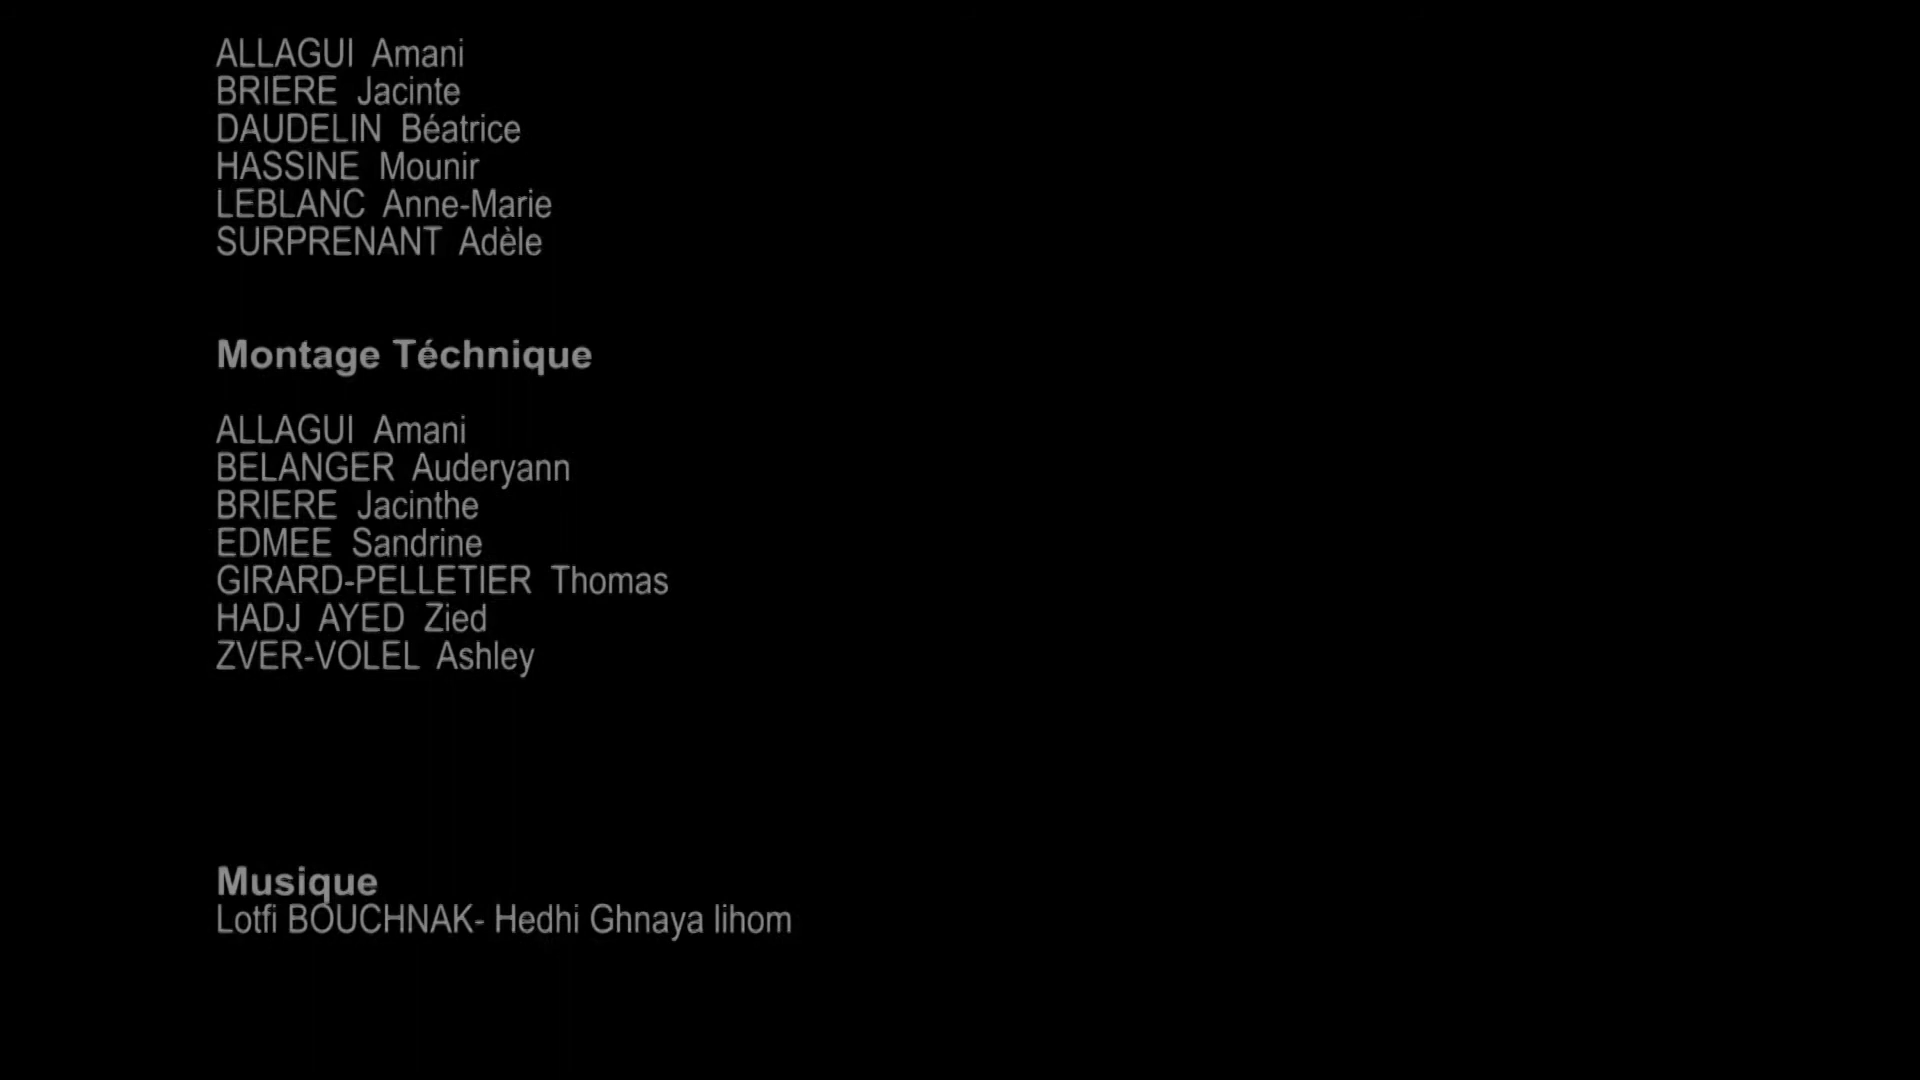 ALLAGUI Amani
BRIERE Jacinte
DAUDELIN Béatrice
HASSINE Mounir
LEBLANC Anne-Marie
SURPRENANT Adèle
Montage Téchnique
ALLAGUI Amani
BELANGER Auderyann
BRIERE Jacinthe
EDMEE Sandrine
GIRARD-PELLETIER Thomas
HADJ AYED Zied
ZVER-VOLEL Ashley
Musique
Lotfi BOUCHNAK- Hedhi Ghnaya lihom